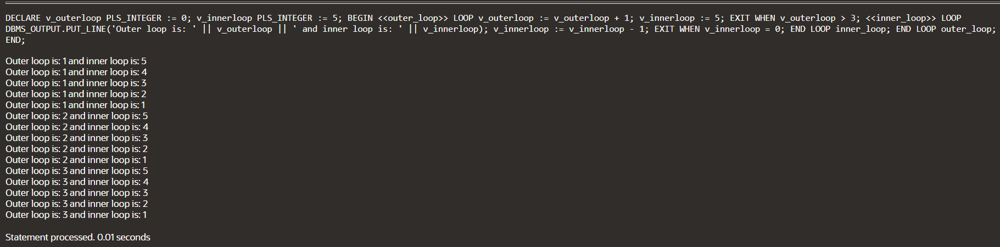 DECLARE v_outerloop PLS_INTEGER := 0; v_innerloop PLS_INTEGER := 5; BEGIN <<outer_loop>> LOOP v_outerloop := v_outerloop + 1; v_innerloop := 5; EXIT WHEN v_outerloop > 3; <<inner_loop>> LOOP
DBMS_OUTPUT.PUT_LINE('Outer loop is: ' || v_outerloop || ' and inner loop is: ' || v_innerloop); v_innerloop := v_innerloop - 1; EXIT WHEN v_innerloop = 0; END LOOP inner_loop; END LOOP outer_loop;
END;
Outer loop is: 1 and inner loop is: 5
Outer loop is: 1 and inner loop is: 4
Outer loop is: 1 and inner loop is: 3
Outer loop is: 1 and inner loop is: 2
Outer loop is: 1 and inner loop is: 1
Outer loop is: 2 and inner loop is: 5
Outer loop is: 2 and inner loop is: 4
Outer loop is: 2 and inner loop is: 3
Outer loop is: 2 and inner loop is: 2
Outer loop is: 2 and inner loop is: 1
Outer loop is: 3 and inner loop is: 5
Outer loop is: 3 and inner loop is: 4
Outer loop is: 3 and inner loop is: 3
Outer loop is: 3 and inner loop is: 2
Outer loop is: 3 and inner loop is: 1
Statement processed. 0.01 seconds